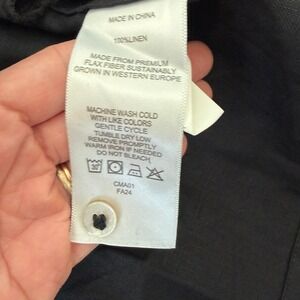 MADE IN CHINA
100%LINEN
MADE FROM PREMIUM
FLAX FIBER SUSTAINABLY
GROWN IN WESTERN EUROPE
MACHINE WASH COLD
WITH LIKE COLORS
GENTLE CYCLE
TUMBLE DRY LOW
REMOVE PROMPTLY
WARM IRON IF NEEDED
DO NOT BLEACH
CMA01
FA24